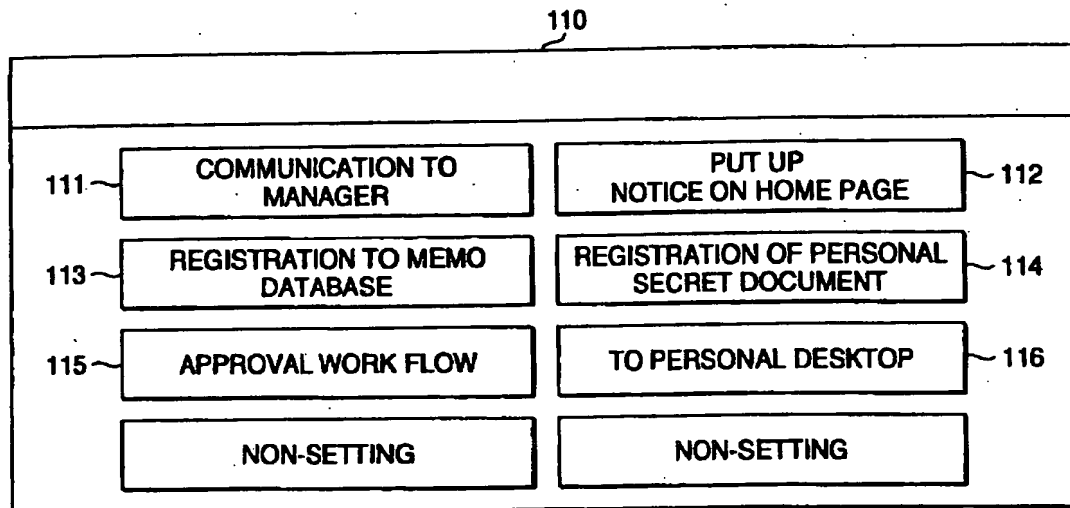 110
111
COMMUNICATION TO
MANAGER
PUT UP
NOTICE ON HOME PAGE
112
113
REGISTRATION TO MEMO
DATABASE
REGISTRATION OF PERSONAL
SECRET DOCUMENT
114
115
APPROVAL WORK FLOW
TO PERSONAL DESKTOP
116
NON-SETTING
NON-SETTING